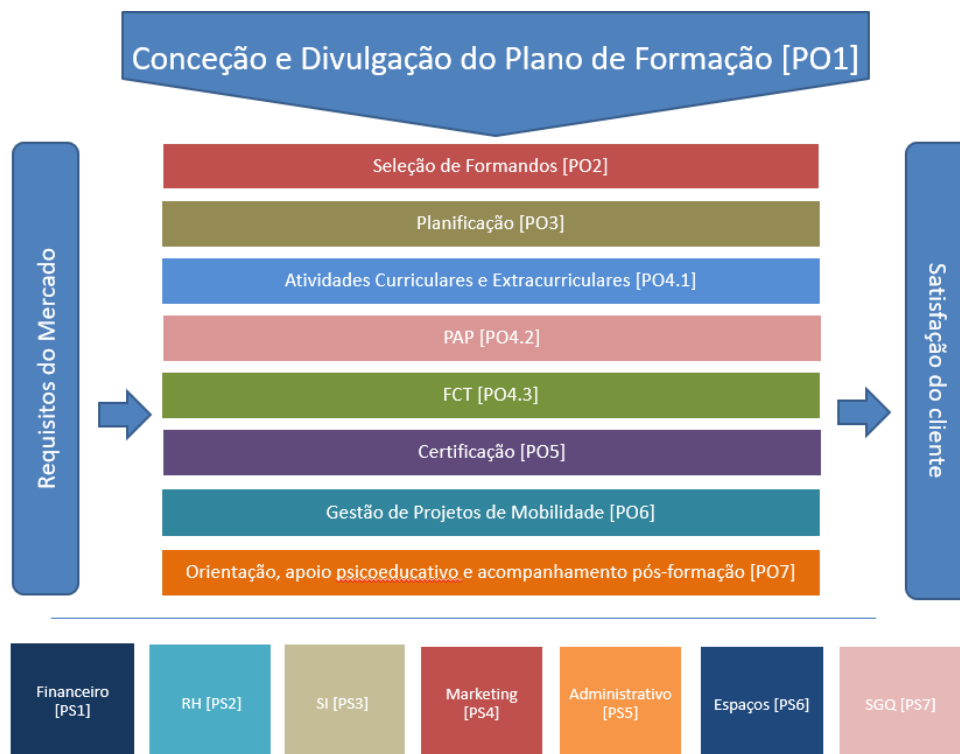 Conceção e Divulgação do Plano de Formação [PO1]
Requisitos do Mercado
Seleção de Formandos [PO2]
Planificação [PO3]
Atividades Curriculares e Extracurriculares [PO4.1]
PAP [PO4.2]
FCT [PO4.3]
Certificação [PO5]
Gestão de Projetos de Mobilidade [PO6]
Orientação, apoio psicoeducativo e acompanhamento pós-formação [PO7]
Satisfação do cliente
Financeiro
[PS1]
RH [PS2]
SI [PS3]
Marketing
[PS4]
Administrativo
[PS5]
Espaços [PS6]
SGQ [PS7]